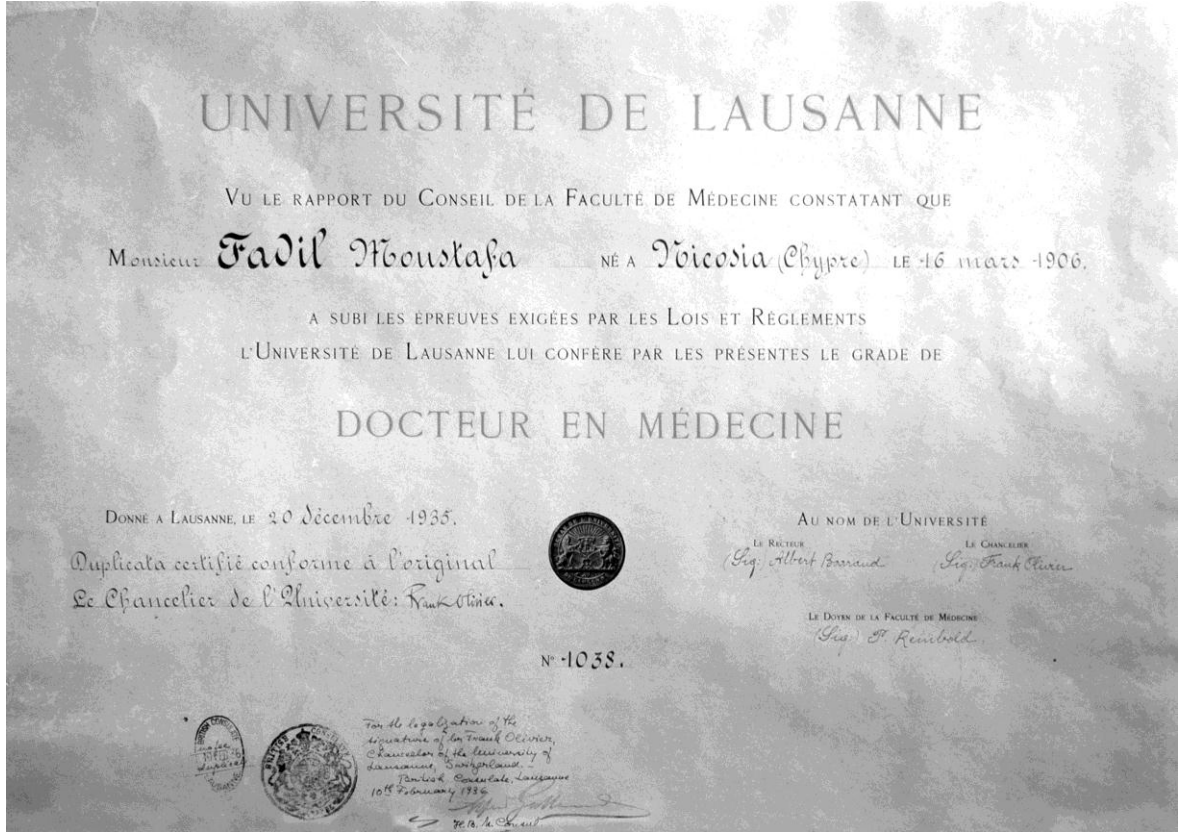 UNIVERSITÉ DE LAUSANNE
VU LE RAPPORT DU CONSEIL DE LA FACULTÉ DE MÉDECINE CONSTATANT QUE
Monsieur Fadil Moustafa NÉ A Nicosia (Chypre) LE 16 mars 1906.
A SUBI LES ÉPREUVES EXIGÉES PAR LES LOIS ET RÈGLEMENTS
L'UNIVERSITÉ DE LAUSANNE LUI CONFÈRE PAR LES PRÉSENTES LE GRADE DE
DOCTEUR EN MÉDECINE
DONNÉ A LAUSANNE, LE 20 décembre 1935.
Duplicata certifié conforme à l'original
Le Chancelier de l'Université: Frank Olivier.
AU NOM DE L'UNIVERSITÉ
LE RECTEUR
(Sig.) Albert Barraud
LE CHANCELIER
(Sig.) Frank Olivier
LE DOYEN DE LA FACULTÉ DE MÉDECINE
(Sig.) Reinbold
N° 1038.
BRITISH CONSULATE
LAUSANNE
For the legalization of the
signature of Frank Olivier,
Chancellor of the University of
Lausanne, Switzerland.
British Consulate, Lausanne
10th February 1936
H.B.M. Consul